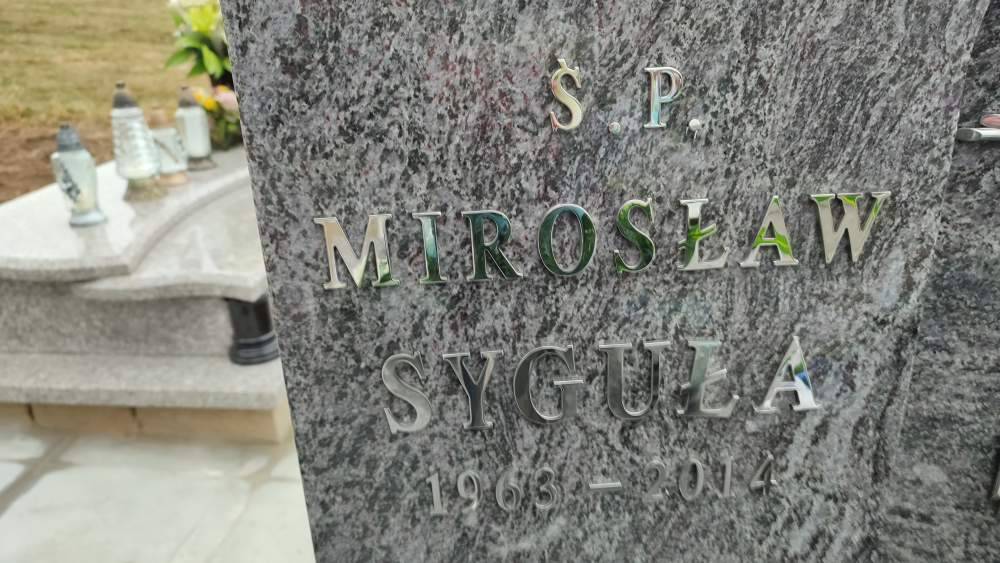 Ś.P.
MIROSŁAW
SYGUŁA
1963 – 2014